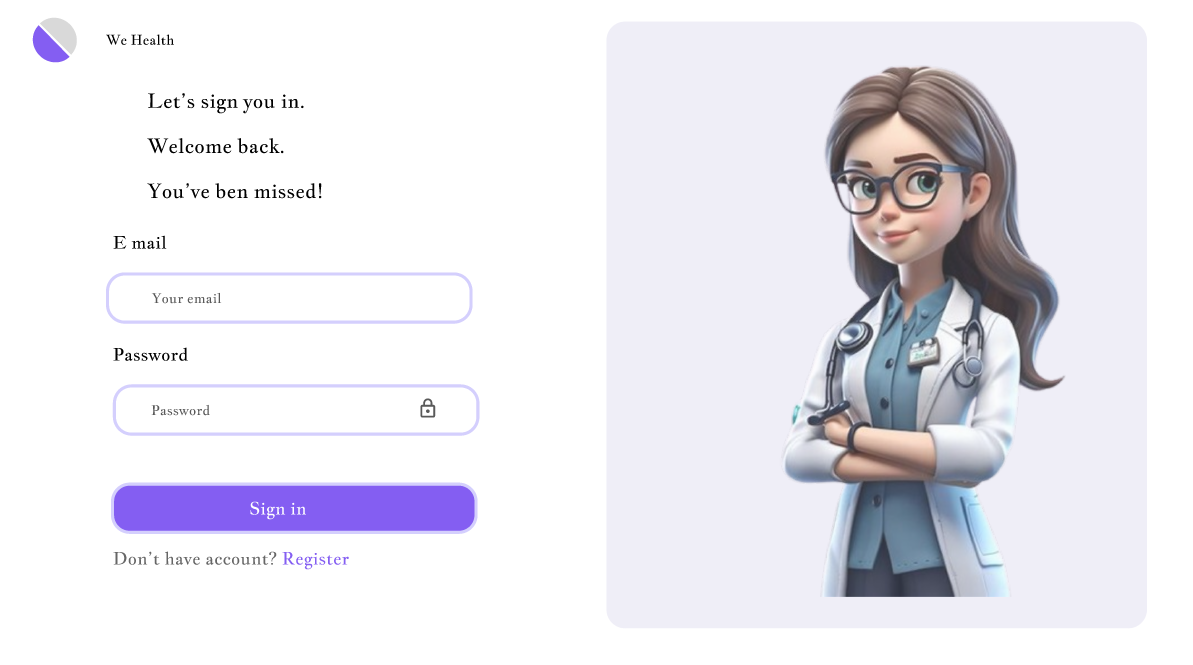 We Health
Let's sign you in.
Welcome back.
You've ben missed!
E mail
Your email
Password
Password
Sign in
Don't have account? Register